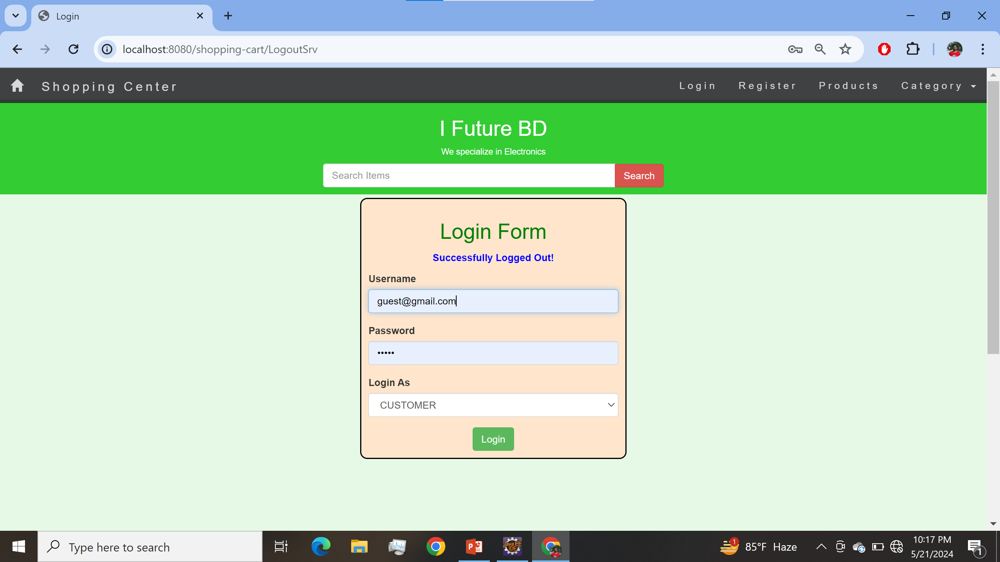 Login
localhost:8080/shopping-cart/LogoutSrv
Shopping Center
Login Register Products Category
I Future BD
We specialize in Electronics
Search Items Search
Login Form
Successfully Logged Out!
Username
guest@gmail.com
Password
•••••
Login As
CUSTOMER
Login
Type here to search
Java EE
IDE
1
85°F Haze
10:17 PM
5/21/2024
1